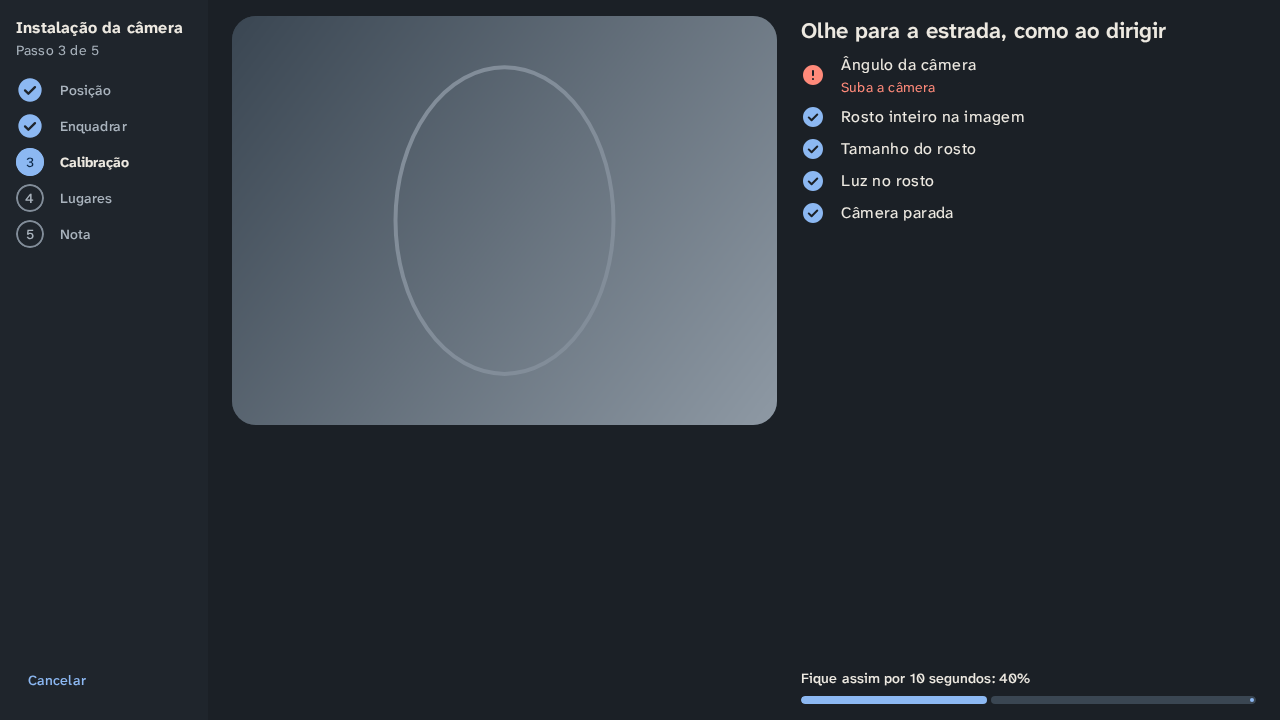 Instalação da câmera
Passo 3 de 5
Posição
Enquadrar
3 Calibração
4 Lugares
5 Nota
Cancelar
Olhe para a estrada, como ao dirigir
Ângulo da câmera
Suba a câmera
Rosto inteiro na imagem
Tamanho do rosto
Luz no rosto
Câmera parada
Fique assim por 10 segundos: 40%